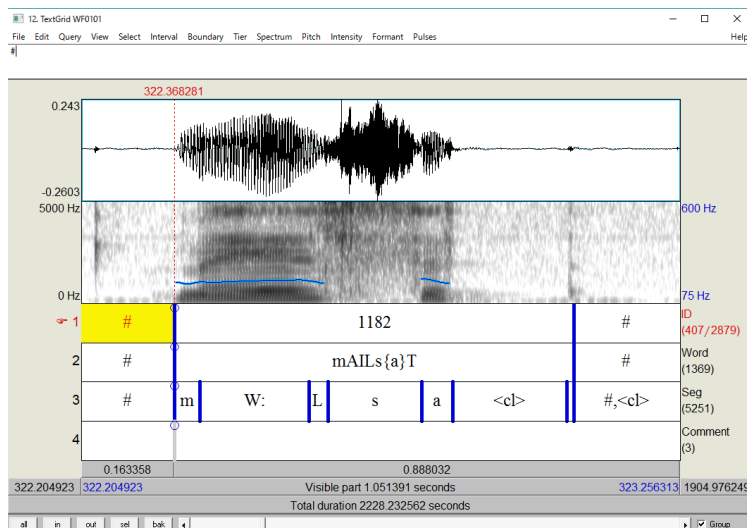 12. TextGrid WF0101
File Edit Query View Select Interval Boundary Tier Spectrum Pitch Intensity Formant Pulses Help
#
322.368281
0.243
-0.2603
5000 Hz 600 Hz
0 Hz 75 Hz
1 # 1182 # ID (407/2879)
2 # mAILs{a}T # Word (1369)
3 # m W: L s a <cl> #,<cl> Seg (5251)
4 Comment (3)
0.163358 0.888032
322.204923 322.204923 Visible part 1.051391 seconds 323.256313 1904.976249
Total duration 2228.232562 seconds
all in out sel bak Group